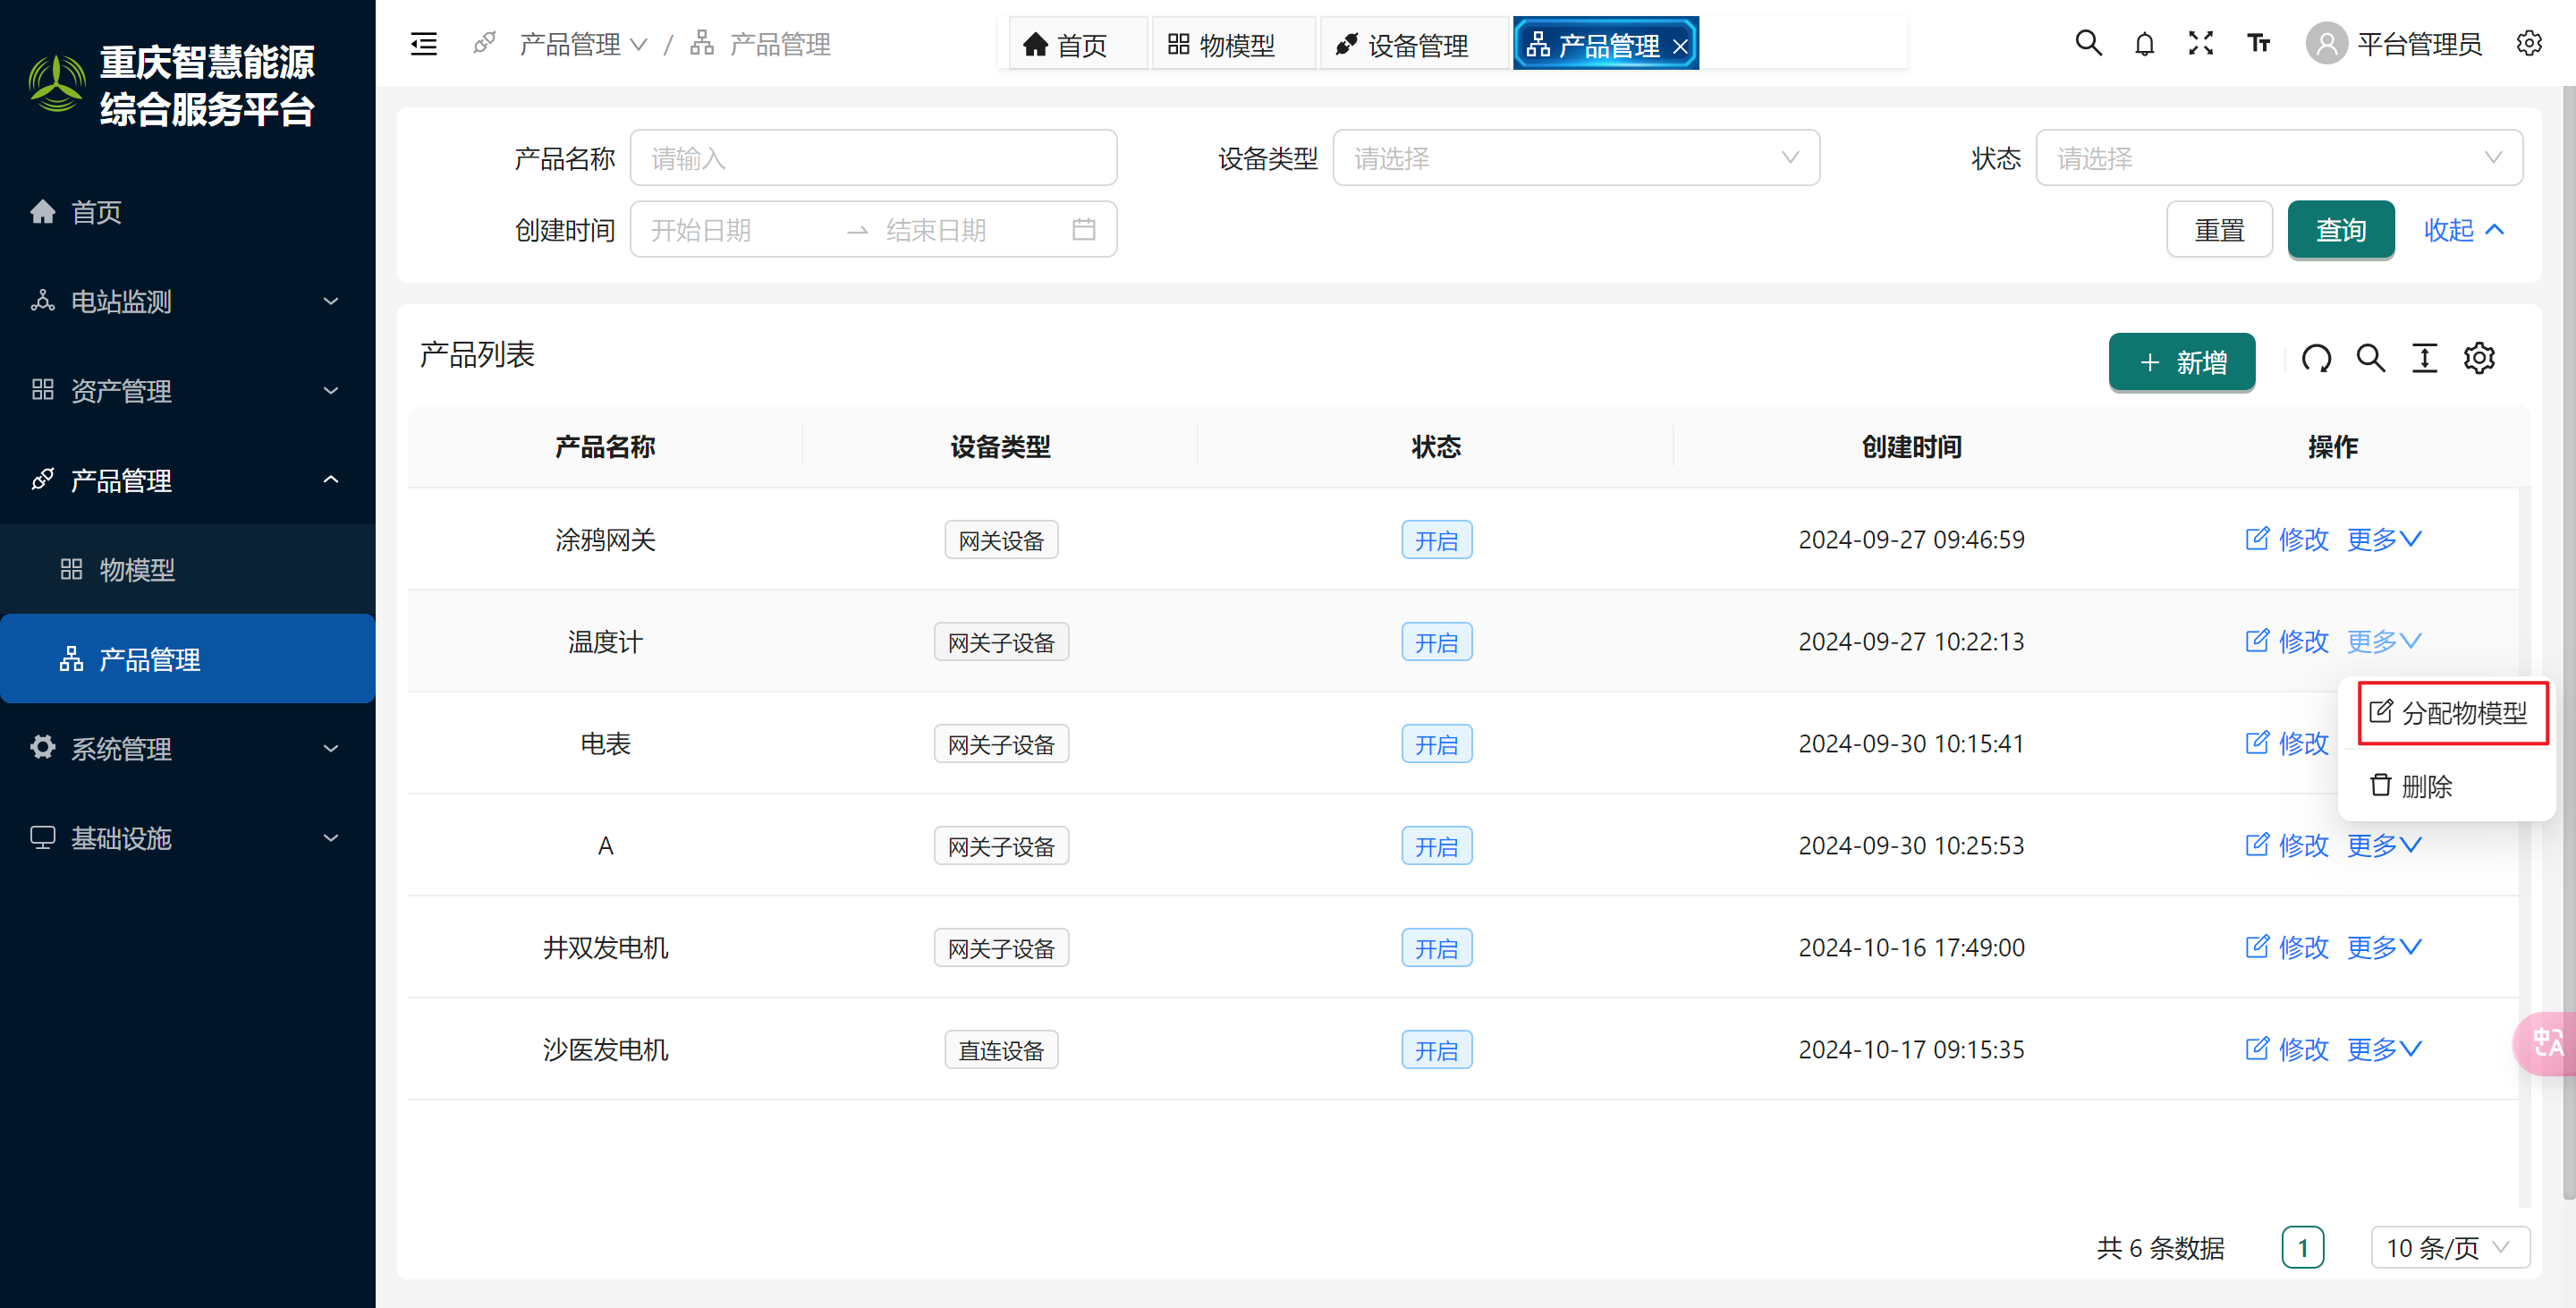 重庆智慧能源
综合服务平台
首页
电站监测
资产管理
产品管理
物模型
产品管理
系统管理
基础设施
产品管理 / 产品管理
首页
物模型
设备管理
产品管理
平台管理员
产品名称 请输入
设备类型 请选择
状态 请选择
创建时间 开始日期 → 结束日期
重置 查询 收起
产品列表
+ 新增
产品名称 设备类型 状态 创建时间 操作
涂鸦网关 网关设备 开启 2024-09-27 09:46:59 修改 更多
温度计 网关子设备 开启 2024-09-27 10:22:13 修改 更多
电表 网关子设备 开启 2024-09-30 10:15:41 修改
分配物模型
删除
A 网关子设备 开启 2024-09-30 10:25:53 修改 更多
井双发电机 网关子设备 开启 2024-10-16 17:49:00 修改 更多
沙医发电机 直连设备 开启 2024-10-17 09:15:35 修改 更多
中A
共 6 条数据 1 10 条/页